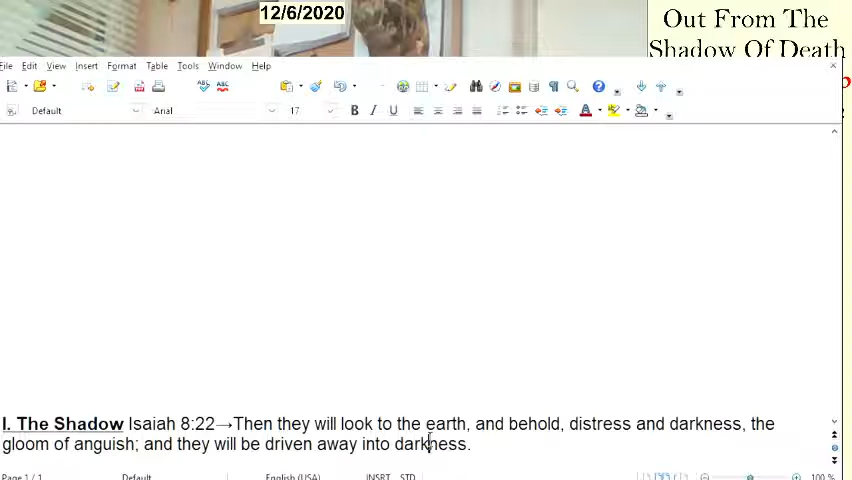 12/6/2020
Out From The
Shadow Of Death
File Edit View Insert Format Table Tools Window Help
Default Arial 17 B I U A
I. The Shadow Isaiah 8:22→Then they will look to the earth, and behold, distress and darkness, the
gloom of anguish; and they will be driven away into darkness.
Page 1 / 1 Default English (USA) INSRT STD 100 %